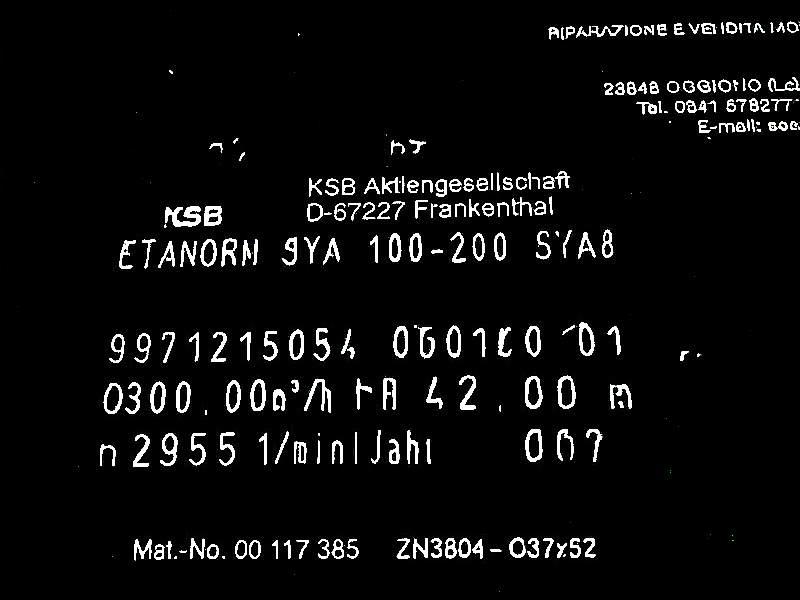 RIPARAZIONE E VENDITA MO
23848 OGGIONO (Lc)
Tel. 0341 578277
E-mail: soc
KSB Aktiengesellschaft
KSB D-67227 Frankenthal
ETANORM SYA 100-200 SYA8
9971215054 01
0300.00m³/h 42.00 m
n 2955 1/min Jahr
Mat.-No. 00 117 385 ZN3804 - O37x52